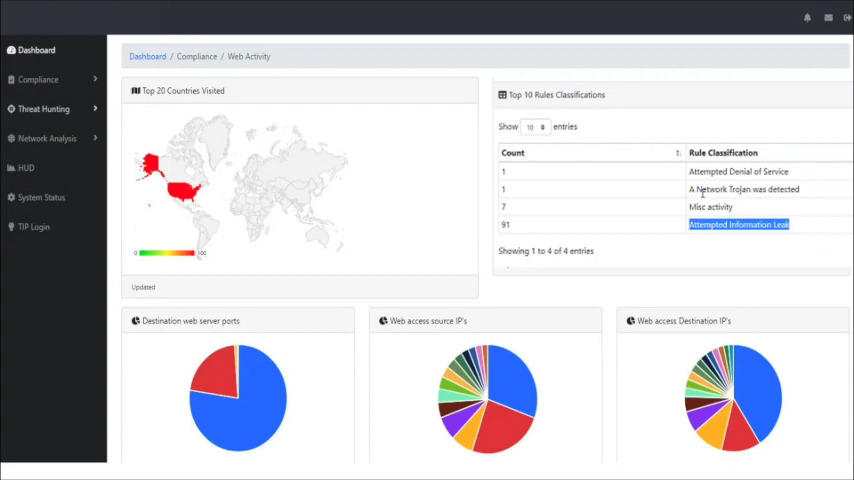 Dashboard
Compliance
Threat Hunting
Network Analysis
HUD
System Status
TIP Login
Dashboard / Compliance / Web Activity
Top 20 Countries Visited
0 100
Updated
Top 10 Rules Classifications
Show 10 entries
Count Rule Classification
1 Attempted Denial of Service
1 A Network Trojan was detected
7 Misc activity
91 Attempted Information Leak
Showing 1 to 4 of 4 entries
Destination web server ports
Web access source IP's
Web access Destination IP's